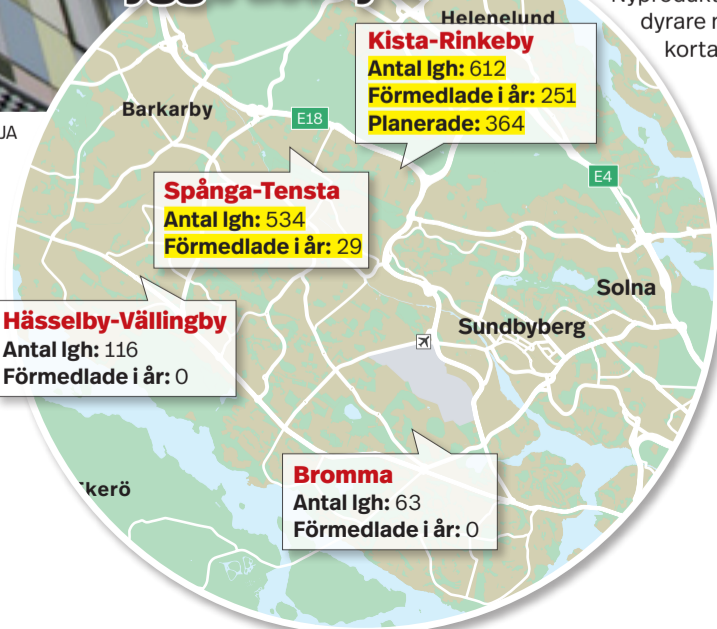 dyrare
korta
Helenelund
Kista-Rinkeby
Antal lgh: 612
Förmedlade i år: 251
Planerade: 364
Barkarby
E18
JA
E4
Spånga-Tensta
Antal lgh: 534
Förmedlade i år: 29
Solna
Hässelby-Vällingby
Antal lgh: 116
Förmedlade i år: 0
Sundbyberg
Bromma
Antal lgh: 63
Förmedlade i år: 0
kerö